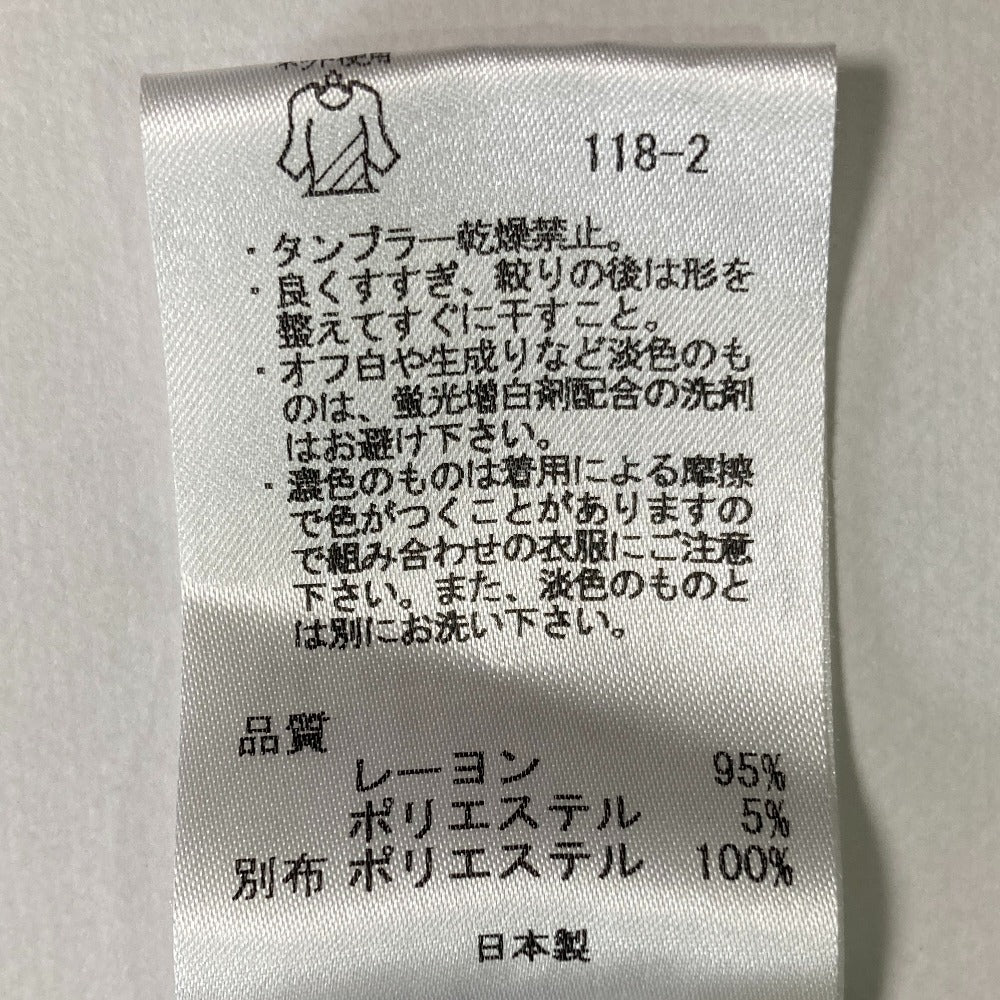 ネット使用
118-2
・タンブラー乾燥禁止。
・良くすすぎ、絞りの後は形を
整えてすぐに干すこと。
・オフ白や生成りなど淡色のも
のは、蛍光増白剤配合の洗剤
はお避け下さい。
・濃色のものは着用による摩擦
で色がつくことがありますの
で組み合わせの衣服にご注意
下さい。また、淡色のものと
は別にお洗い下さい。
品質
レーヨン 95%
ポリエステル 5%
別布 ポリエステル 100%
日本製